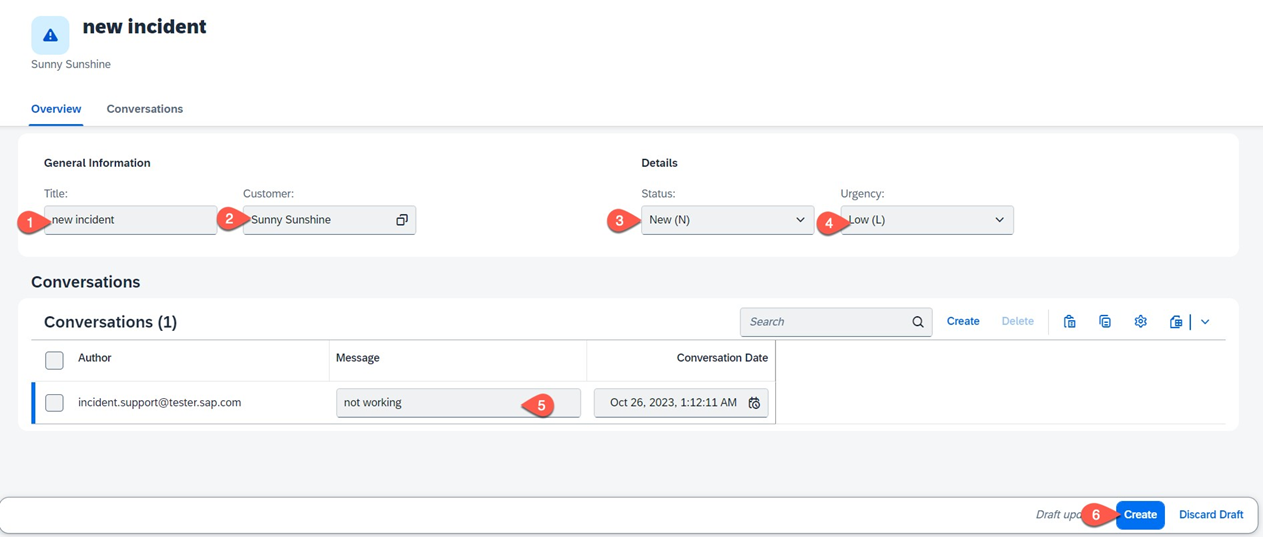 new incident
Sunny Sunshine
Overview Conversations
General Information Details
Title: Customer: Status: Urgency:
1 new incident 2 Sunny Sunshine 3 New (N) 4 Low (L)
Conversations
Conversations (1) Search Create Delete
Author Message Conversation Date
incident.support@tester.sap.com not working 5 Oct 26, 2023, 1:12:11 AM
Draft 6 Create Discard Draft